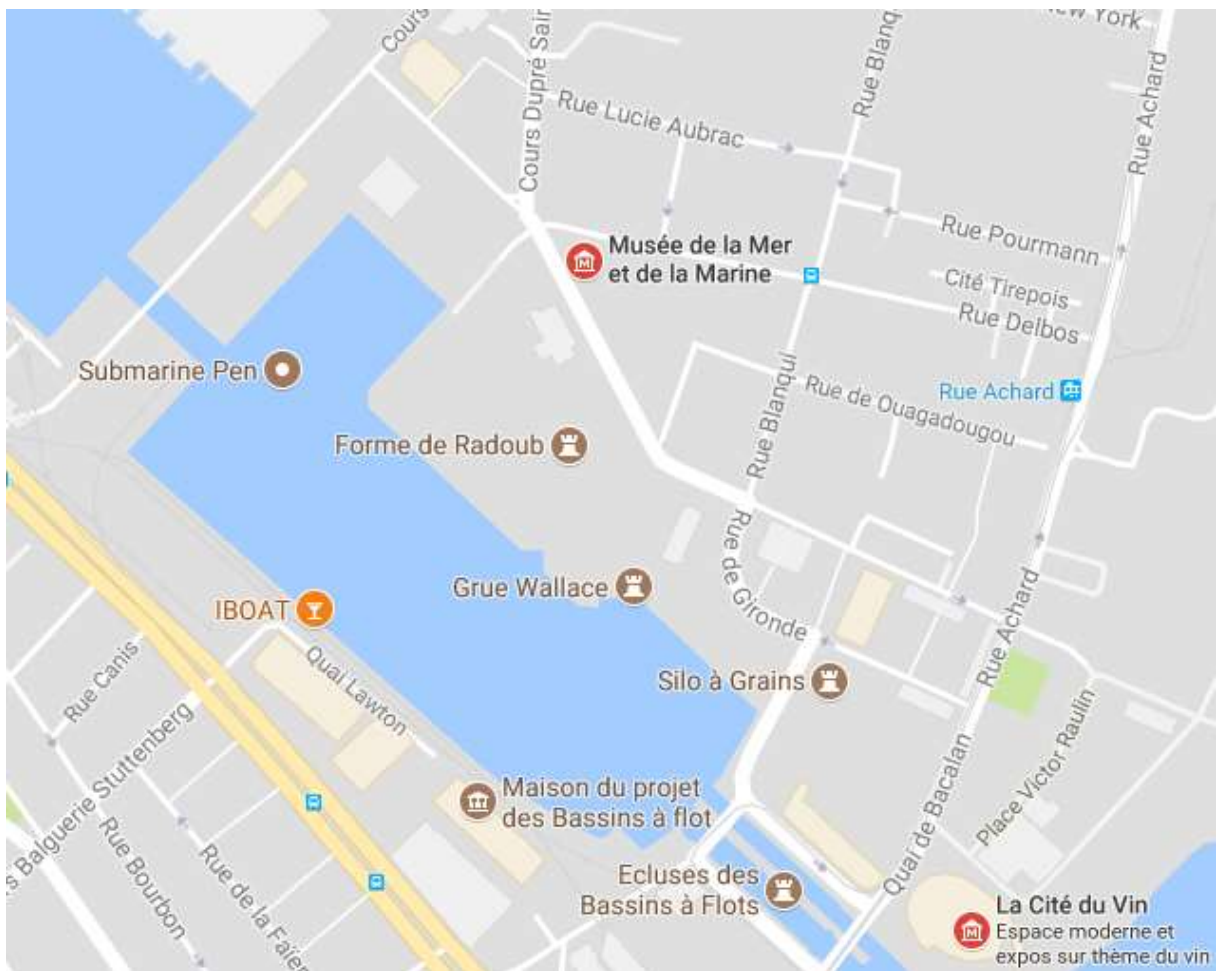 Cours
Cours Dupré Sain
Rue Blanqui
York
Rue Achard
Rue Lucie Aubrac
Musée de la Mer
et de la Marine
Rue Pourmann
Cité Tirepois
Rue Delbos
Submarine Pen
Rue Achard
Rue de Ouagadougou
Rue Blanqui
Forme de Radoub
Rue de Gironde
Grue Wallace
IBOAT
Rue Achard
Quai Lawton
Rue Canis
Silo à Grains
Place Victor Raulin
Quai de Bacalan
Maison du projet
des Bassins à flot
Balguerie Stuttenberg
Rue Bourbon
Rue de la Faïen
Ecluses des
Bassins à Flots
La Cité du Vin
Espace moderne et
expos sur thème du vin